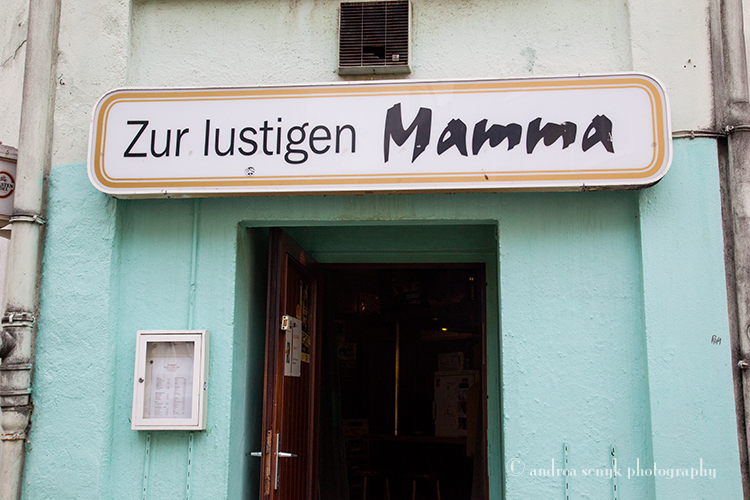 Zur lustigen Mamma
© andrea senyk photography